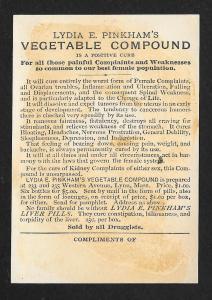 LYDIA E. PINKHAM'S
VEGETABLE COMPOUND
IS A POSITIVE CURE
For all those painful Complaints and Weaknesses
so common to our best female population.
It will cure entirely the worst form of Female Complaints,
all Ovarian troubles, Inflammation and Ulceration, Falling
and Displacements, and the consequent Spinal Weakness,
and is particularly adapted to the Change of Life.
It will dissolve and expel tumors from the uterus in an early
stage of development. The tendency to cancerous humors
there is checked very speedily by its use.
It removes faintness, flatulency, destroys all craving for
stimulants, and relieves weakness of the stomach. It cures
Bloating, Headaches, Nervous Prostration, General Debility,
Sleeplessness, Depression, and Indigestion.
That feeling of bearing down, causing pain, weight, and
backache, is always permanently cured by its use.
It will at all times and under all circumstances act in harmony
with the laws that govern the female system.
For the cure of Kidney Complaints of either sex, this Compound
is unsurpassed.
LYDIA E. PINKHAM'S VEGETABLE COMPOUND is prepared
at 233 and 235 Western Avenue, Lynn, Mass. Price, $1.00.
Six bottles for $5.00. Sent by mail in the form of pills, also
in the form of lozenges, on receipt of price, $1.00 per box,
for either. Send for pamphlet. Address as above.
No family should be without LYDIA E. PINKHAM'S
LIVER PILLS. They cure constipation, biliousness, and
torpidity of the liver. 25c. per box.
Sold by all Druggists.
COMPLIMENTS OF